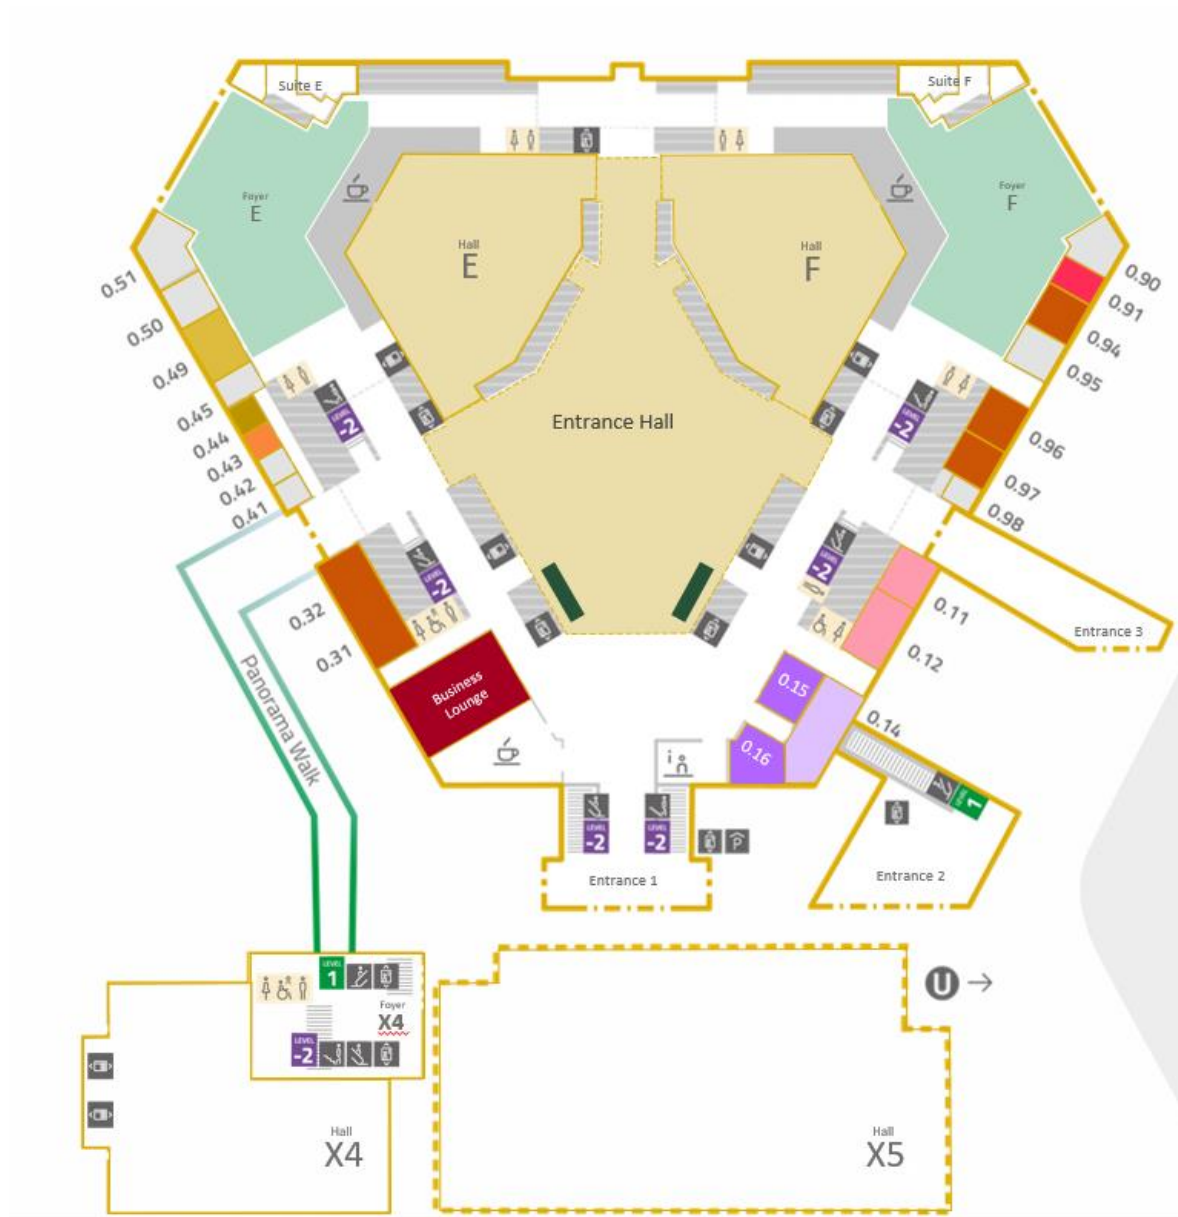 Suite E
Suite F
Foyer
E
Foyer
F
Hall
E
Hall
F
0.51
0.50
0.49
0.45
0.44
0.43
0.42
0.41
0.90
0.91
0.94
0.95
0.96
0.97
0.98
LEVEL
-2
LEVEL
-2
Entrance Hall
LEVEL
-2
LEVEL
-2
0.32
0.31
0.11
0.12
Entrance 3
Panorama Walk
Business
Lounge
0.15
0.16
0.14
i
LEVEL
-2
LEVEL
-2
P
LEVEL
1
Entrance 1
Entrance 2
LEVEL
1
Foyer
X4
LEVEL
-2
U
Hall
X4
Hall
X5